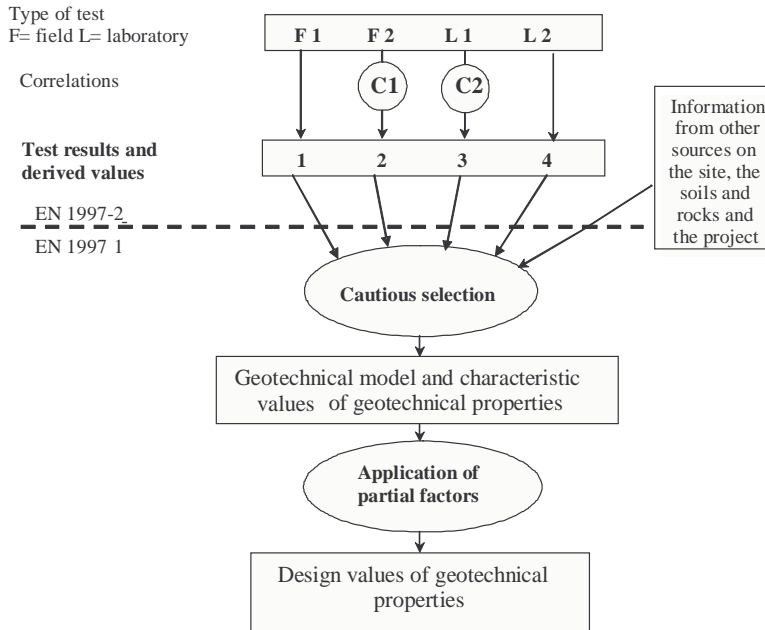 Type of test
F= field L= laboratory
F 1 F 2 L 1 L 2
Correlations
C1 C2
Information
from other
sources on
the site, the
soils and
rocks and
the project
Test results and
derived values
1 2 3 4
EN 1997-2
EN 1997 1
Cautious selection
Geotechnical model and characteristic
values of geotechnical properties
Application of
partial factors
Design values of geotechnical
properties